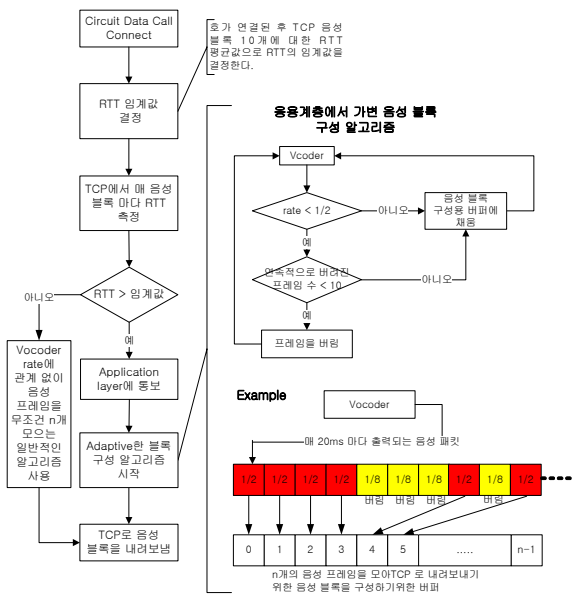 Circuit Data Call
Connect
호가 연결된 후 TCP 음성
블록 10개에 대한 RTT
평균값으로 RTT의 임계값을
결정한다.
RTT 임계값
결정
TCP에서 매 음성
블록 마다 RTT
측정
RTT > 임계값
아니오
예
Vocoder
rate에
관계 없이
음성
프레임을
무조건 n개
모으는
일반적인
알고리즘
사용
Application
layer에 통보
Adaptive한 블록
구성 알고리즘
시작
TCP로 음성
블록을 내려보냄
응용계층에서 가변 음성 블록
구성 알고리즘
Vcoder
rate < 1/2
아니오
음성 블록
구성용 버퍼에
채움
예
연속적으로 버려진
프레임 수 < 10
아니오
예
프레임을 버림
Example
Vocoder
매 20ms 마다 출력되는 음성 패킷
1/2 1/2 1/2 1/2 1/8 1/8 1/8 1/2 1/8 1/2
버림 버림 버림 버림
0 1 2 3 4 5 ..... n-1
n개의 음성 프레임을 모아TCP 로 내려보내기
위한 음성 블록을 구성하기위한 버퍼